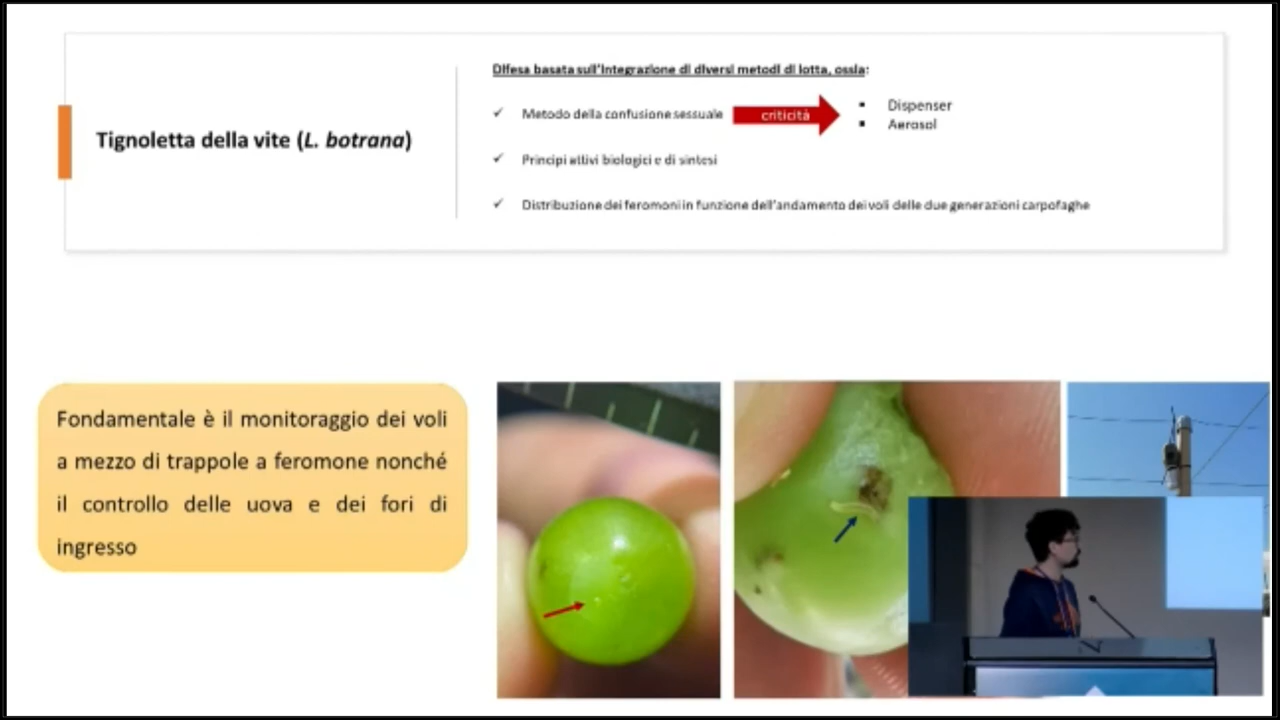 Tignoletta della vite (L. botrana)
Difesa basata sull'integrazione di diversi metodi di lotta, ossia:
✓ Metodo della confusione sessuale
criticità
▪ Dispenser
▪ Aerosol
✓ Principi attivi biologici e di sintesi
✓ Distribuzione dei feromoni in funzione dell'andamento dei voli delle due generazioni carpofaghe
Fondamentale è il monitoraggio dei voli
a mezzo di trappole a feromone nonché
il controllo delle uova e dei fori di
ingresso